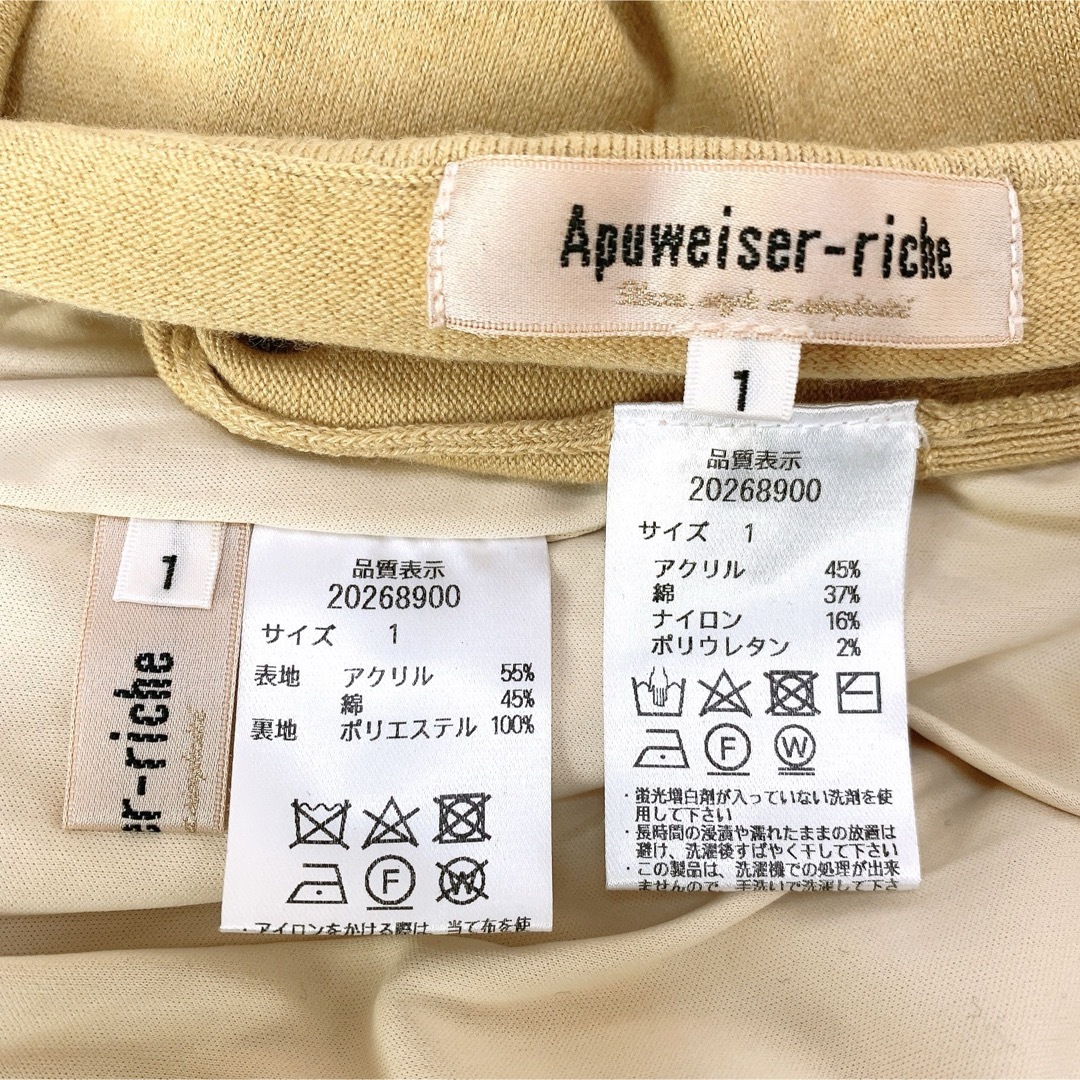 Apuweiser-riche
1
品質表示
20268900
サイズ 1
アクリル 45%
綿 37%
ナイロン 16%
ポリウレタン 2%
F
W
・蛍光増白剤が入っていない洗剤を使
用して下さい
・長時間の浸漬や濡れたままの放置は
避け、洗濯後すばやく干して下さい
・この製品は、洗濯機での処理が出来
ませんので、手洗いで洗濯して下さ
1
er-riche
品質表示
20268900
サイズ 1
表地 アクリル 55%
綿 45%
裏地 ポリエステル 100%
F
W
・アイロンをかける際は、当て布を使